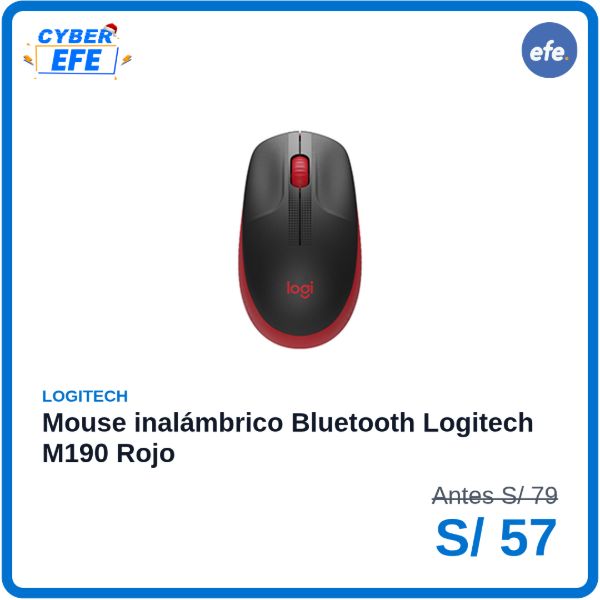 CYBER
EFE
efe.
logi
LOGITECH
Mouse inalámbrico Bluetooth Logitech
M190 Rojo
Antes S/ 79
S/ 57